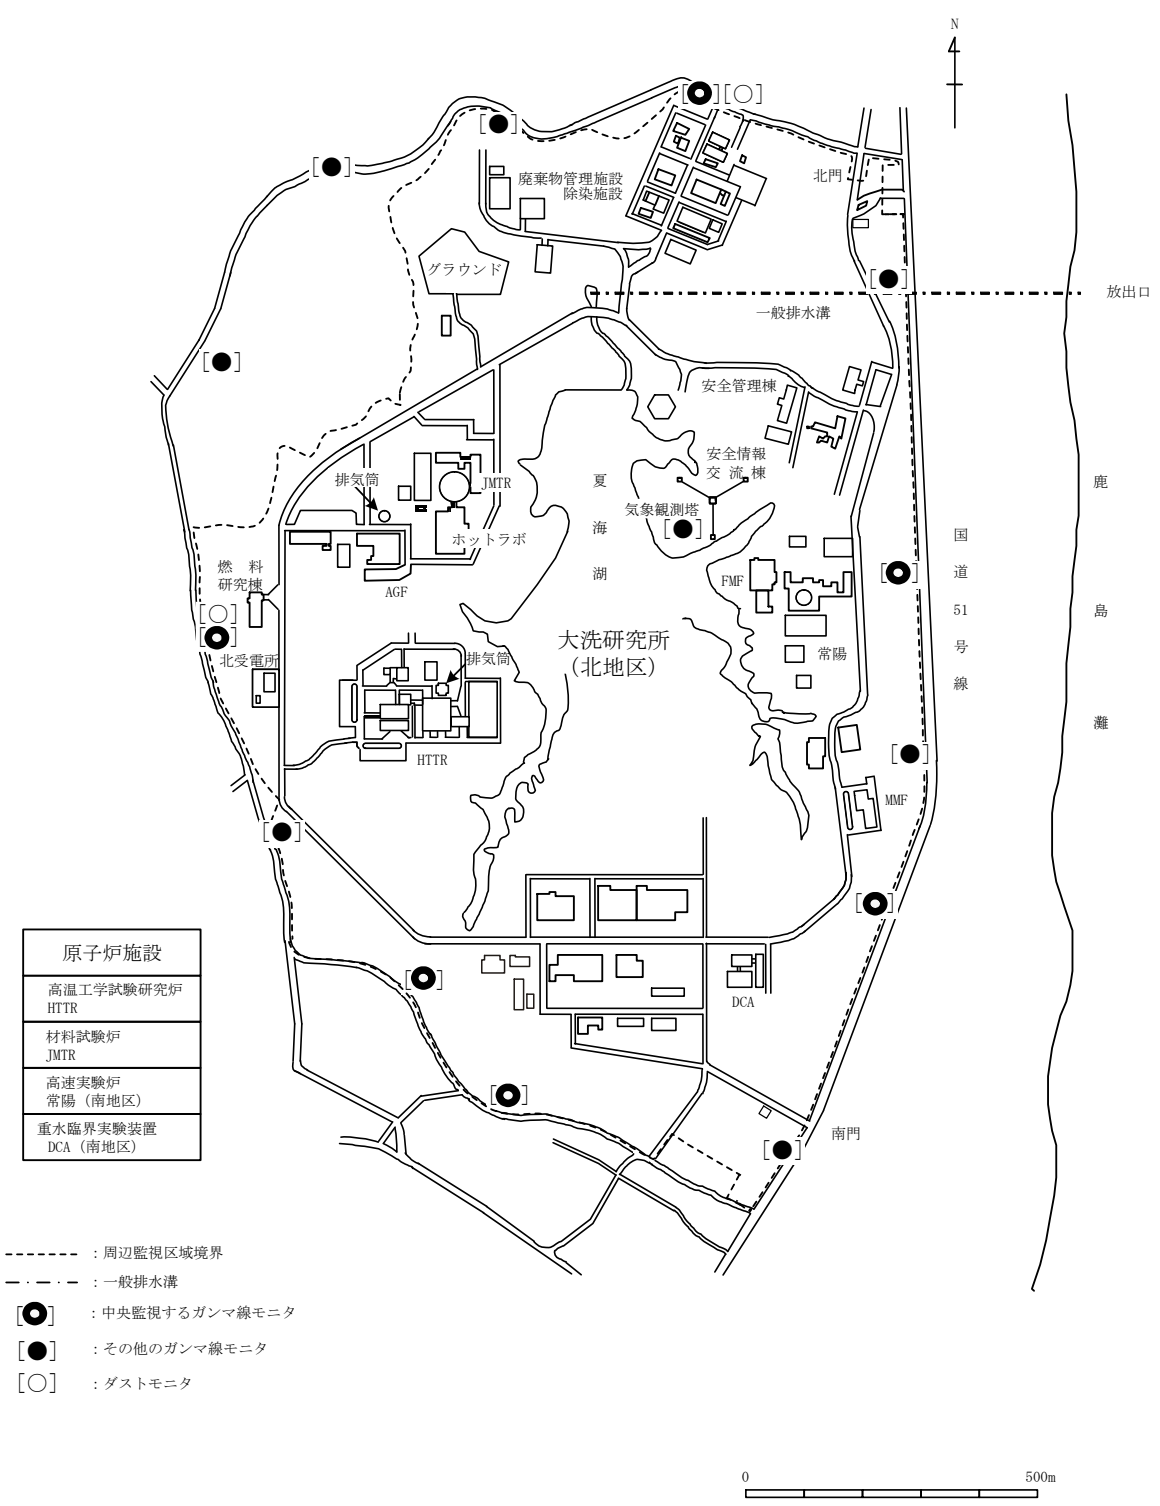 N
[◎][○]
[●]
[●]
廃棄物管理施設
除染施設
北門
グラウンド
[●]
放出口
一般排水溝
[●]
安全管理棟
安全情報
交 流 棟
排気筒
JMTR
夏
海
湖
気象観測塔
[●]
鹿
島
灘
ホットラボ
国
道
51
号
線
燃　料
研究棟
AGF
FMF
[◎]
[○]
[◎]
大洗研究所
（北地区）
常陽
北受電所
排気筒
HTTR
[●]
MMF
[●]
[◎]
[◎]
DCA
[◎]
南門
[●]
原子炉施設
高温工学試験研究炉
HTTR
材料試験炉
JMTR
高速実験炉
常陽（南地区）
重水臨界実験装置
DCA（南地区）
：周辺監視区域境界
：一般排水溝
[◎]：中央監視するガンマ線モニタ
[●]：その他のガンマ線モニタ
[○]：ダストモニタ
0
500m